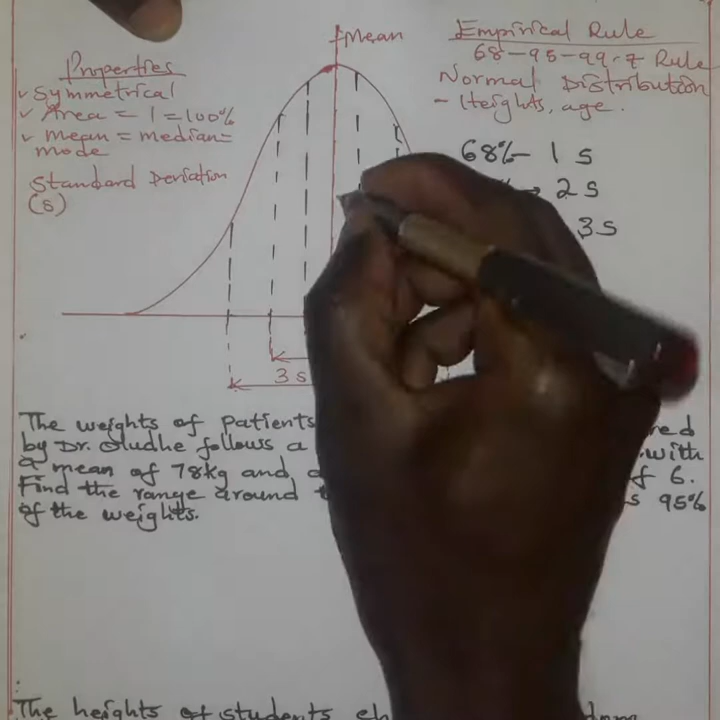 Mean
Empirical Rule
68-95-99.7 Rule
Normal Distribution
- Heights, age.
Properties
✓ Symmetrical
✓ Area = 1 = 100%
✓ Mean = median =
mode
Standard Deviation
(s)
68% - 1 s
→ 2 s
3 s
3 s
The weights of patients
by Dr. Oludhe follows a with
a mean of 78kg and f 6.
Find the range around 95%
of the weights.
The heights of students